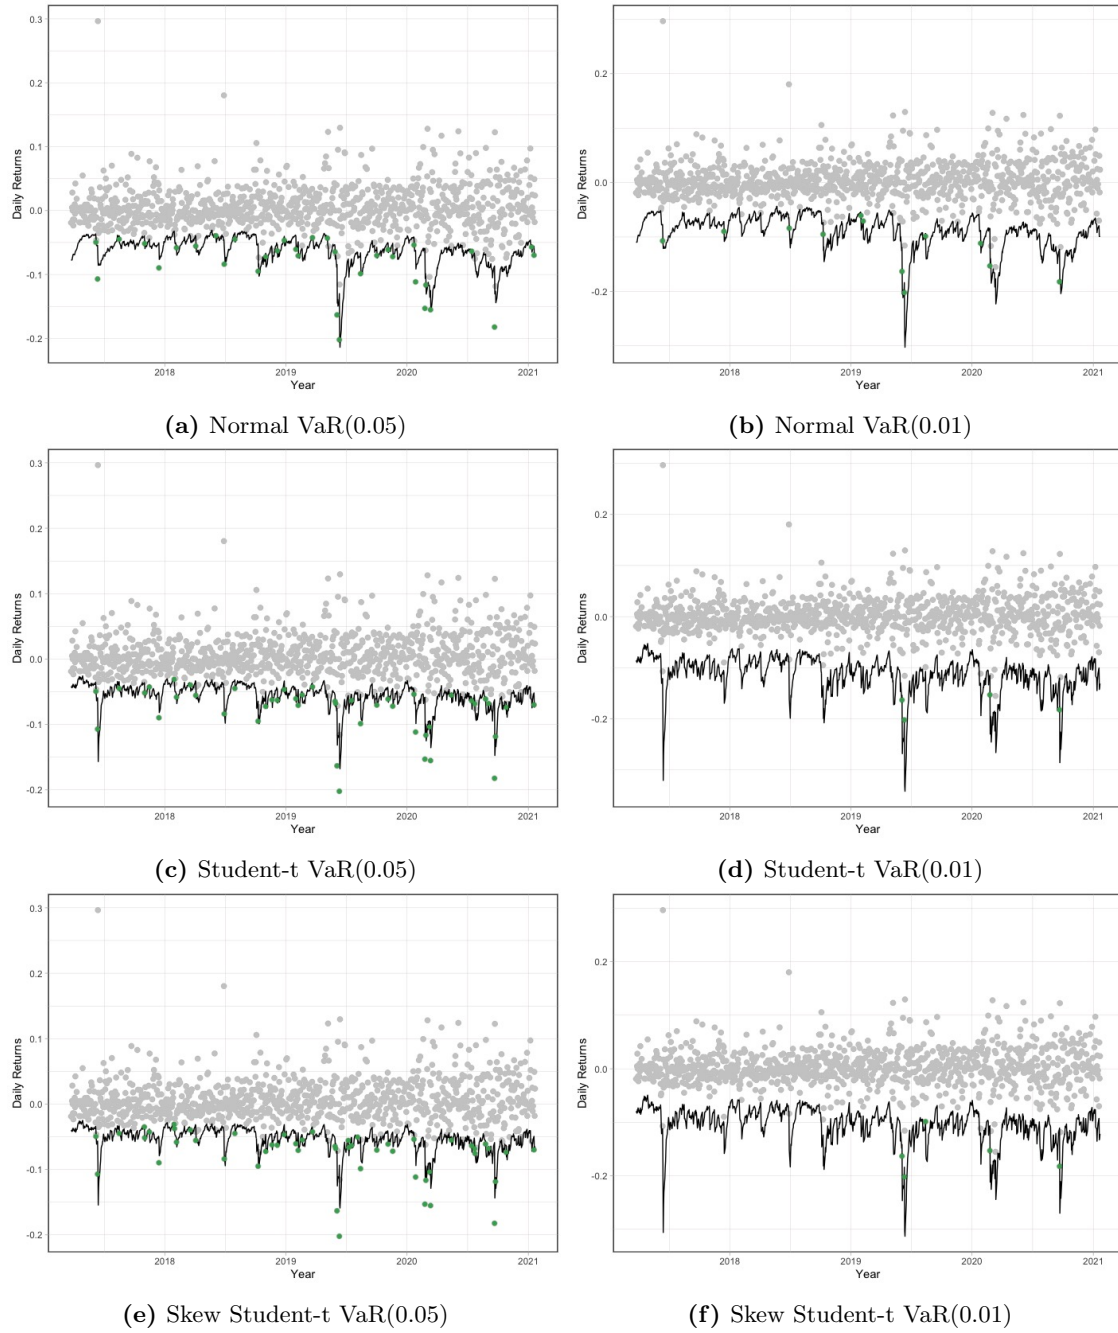 0.3
0.2
0.1
0.0
-0.1
-0.2
Daily Returns
2018 2019 2020 2021
Year
(a) Normal VaR(0.05)
0.2
0.0
-0.2
Daily Returns
2018 2019 2020 2021
Year
(b) Normal VaR(0.01)
0.3
0.2
0.1
0.0
-0.1
-0.2
Daily Returns
2018 2019 2020 2021
Year
(c) Student-t VaR(0.05)
0.2
0.0
-0.2
Daily Returns
2018 2019 2020 2021
Year
(d) Student-t VaR(0.01)
0.3
0.2
0.1
0.0
-0.1
-0.2
Daily Returns
2018 2019 2020 2021
Year
(e) Skew Student-t VaR(0.05)
0.2
0.0
-0.2
Daily Returns
2018 2019 2020 2021
Year
(f) Skew Student-t VaR(0.01)